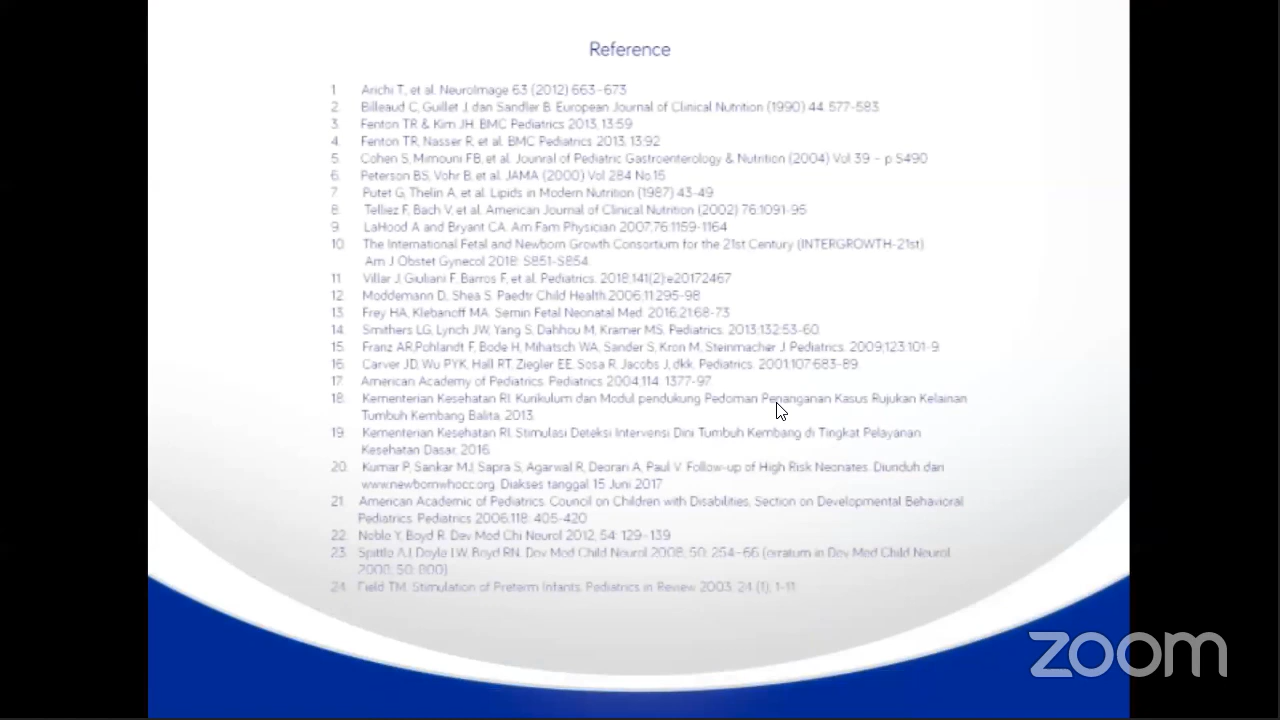 Reference
1 Arichi T, et al. NeuroImage 63 (2012) 663-673
2. Billeaud C, Guillet J, dan Sandler B. European Journal of Clinical Nutrition (1990) 44. 577-583
3. Fenton TR & Kim JH. BMC Pediatrics 2013, 13:59
4. Fenton TR, Nasser R, et al. BMC Pediatrics 2013, 13:92
5. Cohen S, Mimouni FB, et al. Jounral of Pediatric Gastroenterology & Nutrition (2004) Vol 39 - p S490
6. Peterson BS, Vohr B, et al. JAMA (2000) Vol 284 No.15
7. Putet G, Thelin A, et al. Lipids in Modern Nutrition (1987) 43-49
8. Telliez F, Bach V, et al. American Journal of Clinical Nutrition (2002) 76:1091-95
9. LaHood A and Bryant CA. Am Fam Physician 2007;76:1159-1164
10. The International Fetal and Newborn Growth Consortium for the 21st Century (INTERGROWTH-21st)
Am J Obstet Gynecol 2018: S851-S854.
11 Villar J, Giuliani F, Barros F, et al. Pediatrics. 2018;141(2):e20172467
12. Moddemann D, Shea S. Paedtr Child Health.2006;11:295-98
13. Frey HA, Klebanoff MA. Semin Fetal Neonatal Med. 2016;21:68-73
14. Smithers LG, Lynch JW, Yang S, Dahhou M, Kramer MS. Pediatrics. 2013;132:53-60.
15. Franz AR,Pohlandt F, Bode H, Mihatsch WA, Sander S, Kron M, Steinmacher J. Pediatrics. 2009;123:101-9.
16. Carver JD, Wu PYK, Hall RT, Ziegler EE, Sosa R, Jacobs J, dkk. Pediatrics. 2001;107:683-89.
17. American Academy of Pediatrics. Pediatrics 2004;114: 1377-97
18. Kementerian Kesehatan RI. Kurikulum dan Modul pendukung Pedoman Penanganan Kasus Rujukan Kelainan
Tumbuh Kembang Balita. 2013.
19. Kementerian Kesehatan RI, Stimulasi Deteksi Intervensi Dini Tumbuh Kembang di Tingkat Pelayanan
Kesehatan Dasar. 2016
20. Kumar P, Sankar MJ, Sapra S, Agarwal R, Deorari A, Paul V. Follow-up of High Risk Neonates. Diunduh dari
www.newbornwhocc.org. Diakses tanggal 15 Juni 2017
21. American Academic of Pediatrics. Council on Children with Disabilities, Section on Developmental Behavioral
Pediatrics. Pediatrics 2006;118: 405-420
22. Noble Y, Boyd R. Dev Med Chi Neurol 2012, 54: 129-139
23. Spittle AJ, Doyle LW, Boyd RN. Dev Med Child Neurol 2008; 50: 254-66 (erratum in Dev Med Child Neurol
2008; 50: 800)
24. Field TM. Stimulation of Preterm Infants. Pediatrics in Review 2003; 24 (1); 1-11
zoom